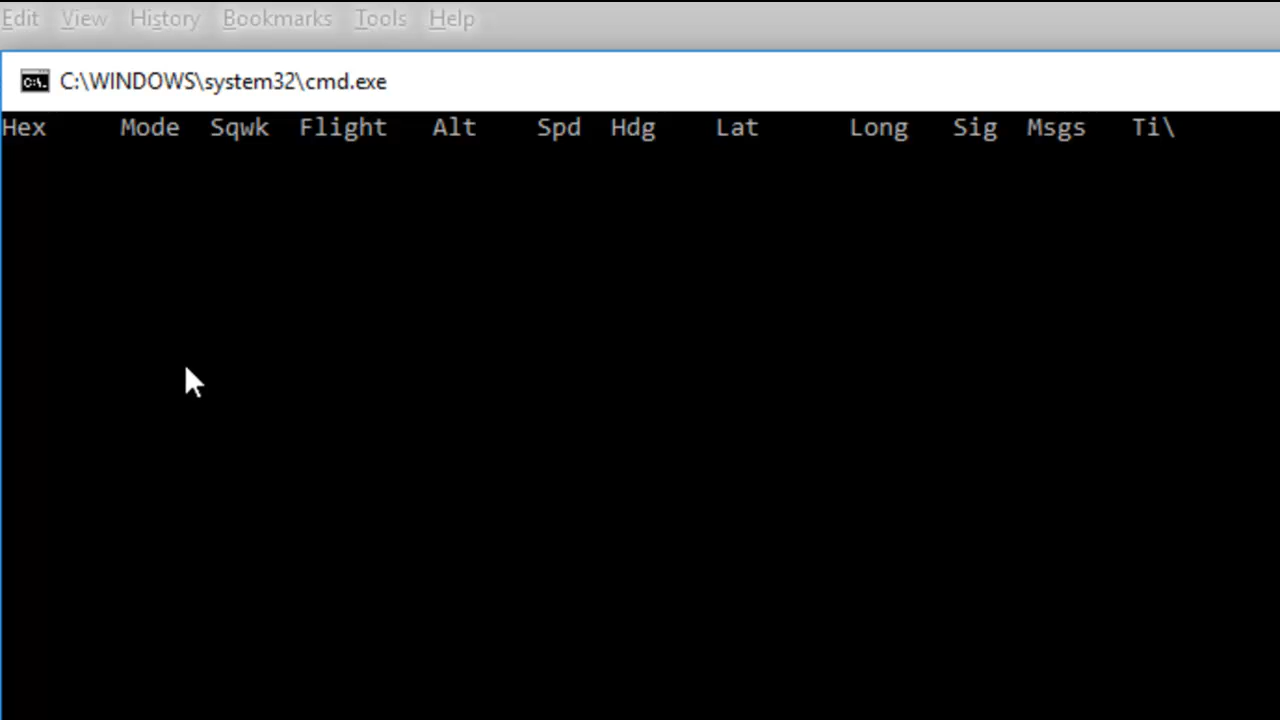 Edit View History Bookmarks Tools Help
C:\WINDOWS\system32\cmd.exe
Hex Mode Sqwk Flight Alt Spd Hdg Lat Long Sig Msgs Ti\